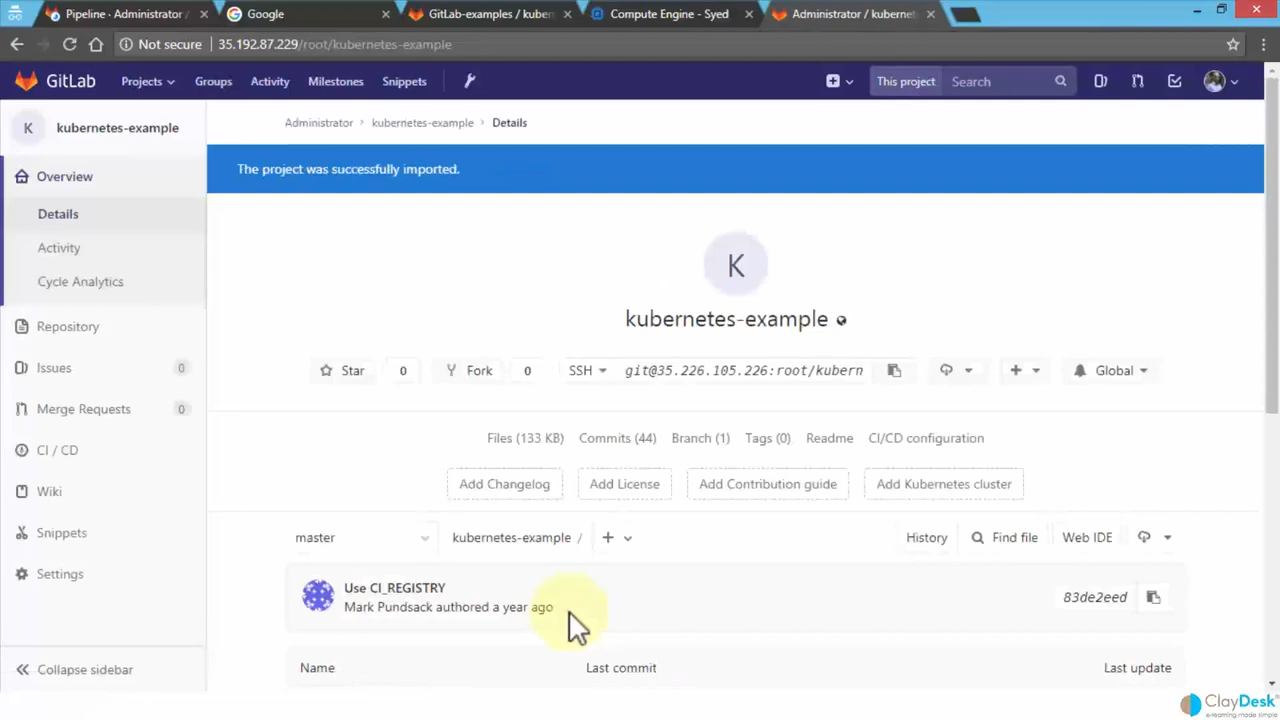 Pipeline · Administrator /
Google
GitLab-examples / kubern
Compute Engine - Syed
Administrator / kubernet
Not secure
35.192.87.229/root/kubernetes-example
GitLab
Projects
Groups
Activity
Milestones
Snippets
This project
Search
K
kubernetes-example
Administrator
kubernetes-example
Details
The project was successfully imported.
Overview
Details
Activity
Cycle Analytics
Repository
Issues
0
Merge Requests
0
CI / CD
Wiki
Snippets
Settings
Collapse sidebar
K
kubernetes-example
Star
0
Fork
0
SSH
git@35.226.105.226:root/kubern
Global
Files (133 KB)
Commits (44)
Branch (1)
Tags (0)
Readme
CI/CD configuration
Add Changelog
Add License
Add Contribution guide
Add Kubernetes cluster
master
kubernetes-example /
History
Find file
Web IDE
Use CI_REGISTRY
Mark Pundsack authored a year ago
83de2eed
Name
Last commit
Last update
ClayDesk
e-learning made simple